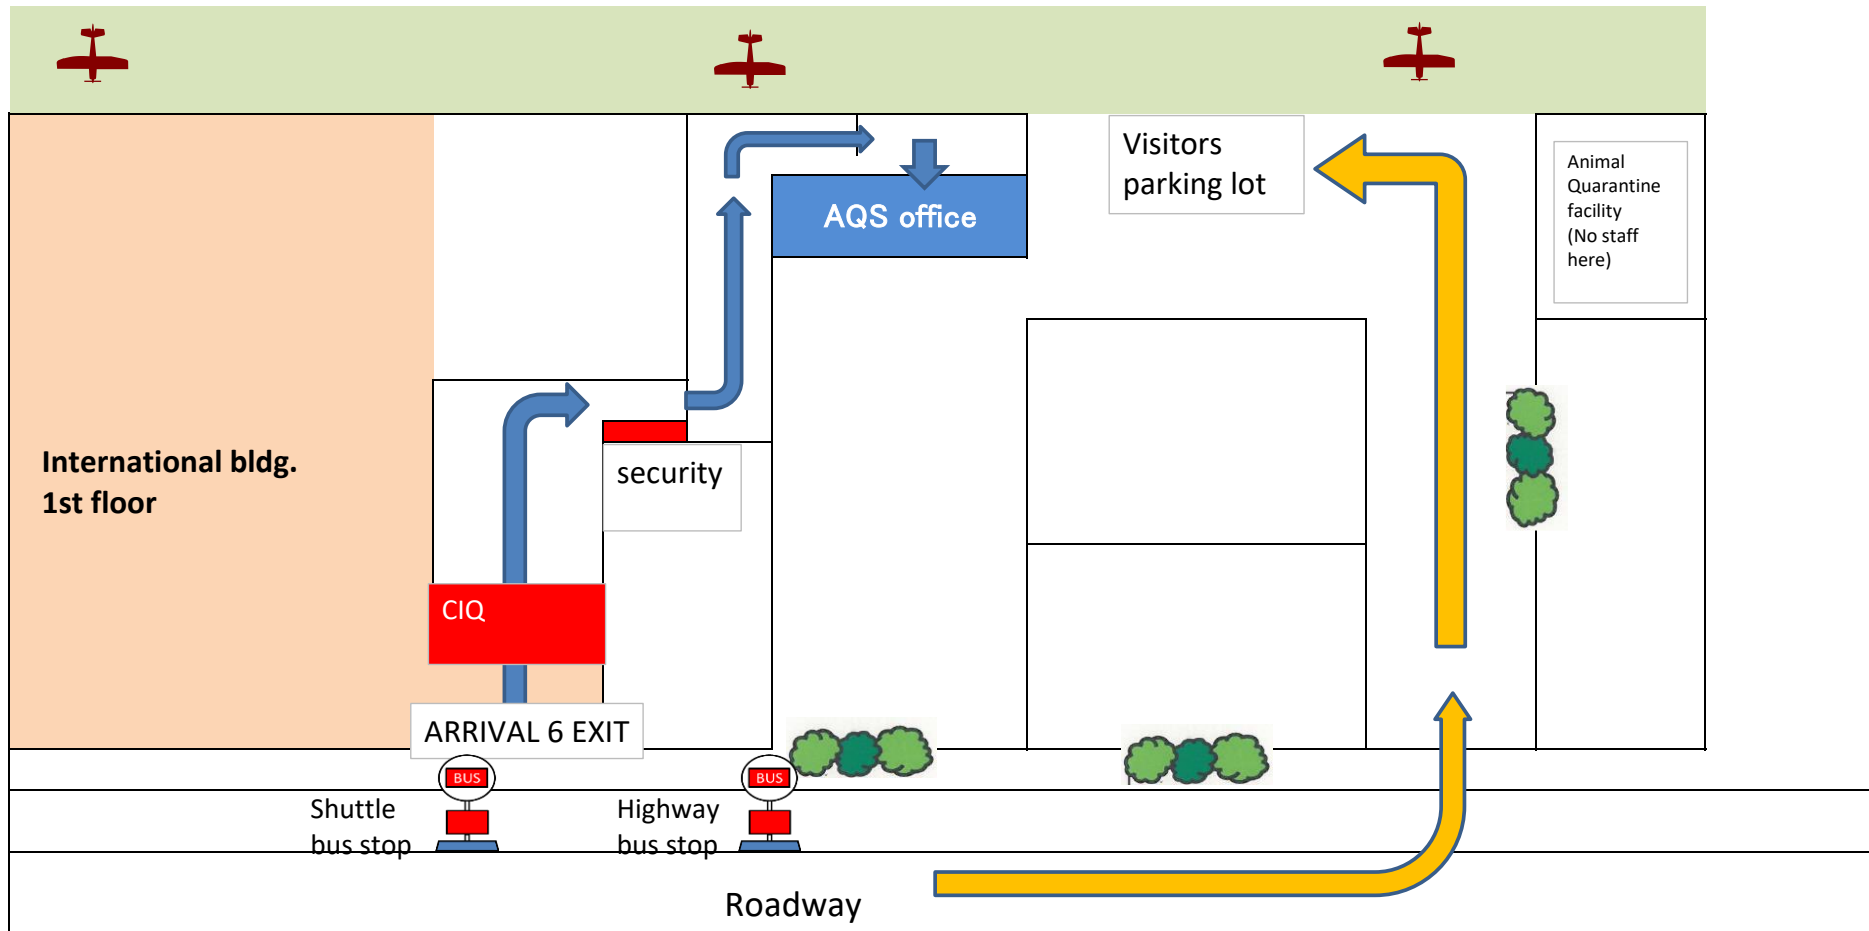 Visitors
parking lot
Animal
Quarantine
facility
(No staff
here)
AQS office
International bldg.
1st floor
security
CIQ
ARRIVAL 6 EXIT
BUS
BUS
Shuttle
bus stop
Highway
bus stop
Roadway